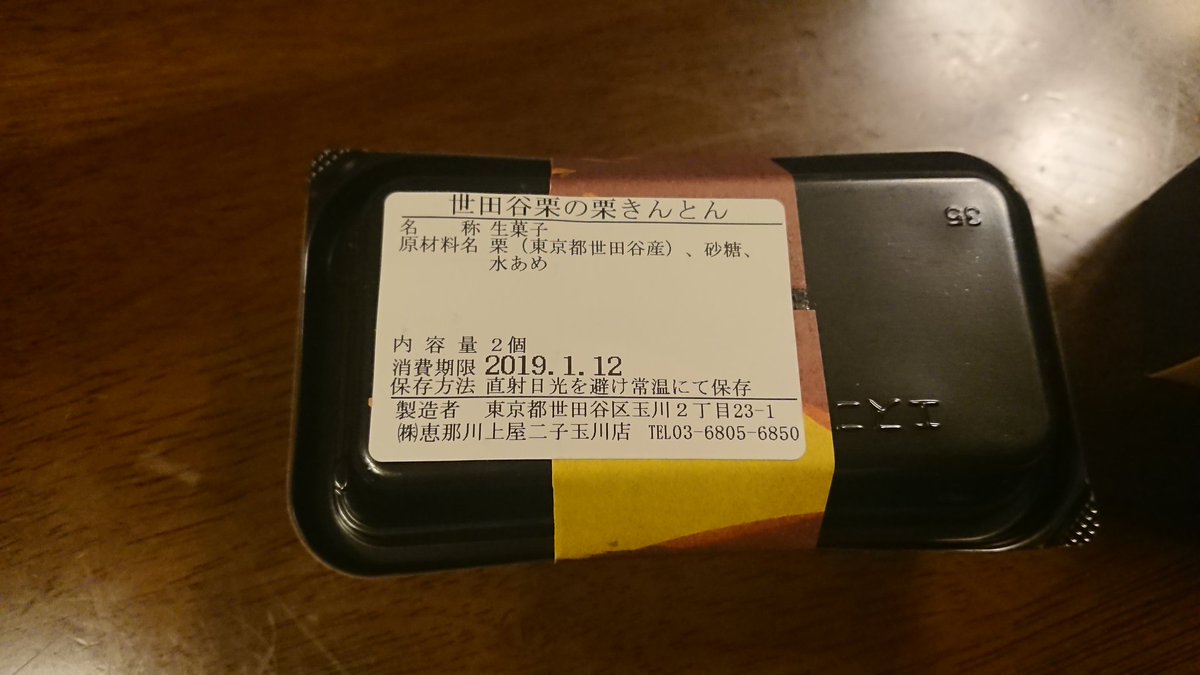 世田谷栗の栗きんとん
名　　称 生菓子
原材料名 栗（東京都世田谷産）、砂糖、
水あめ
内 容 量 2個
消費期限 2019.1.12
保存方法 直射日光を避け常温にて保存
製造者　東京都世田谷区玉川２丁目23-1
㈱恵那川上屋二子玉川店　TEL03-6805-6850
35
エスコ